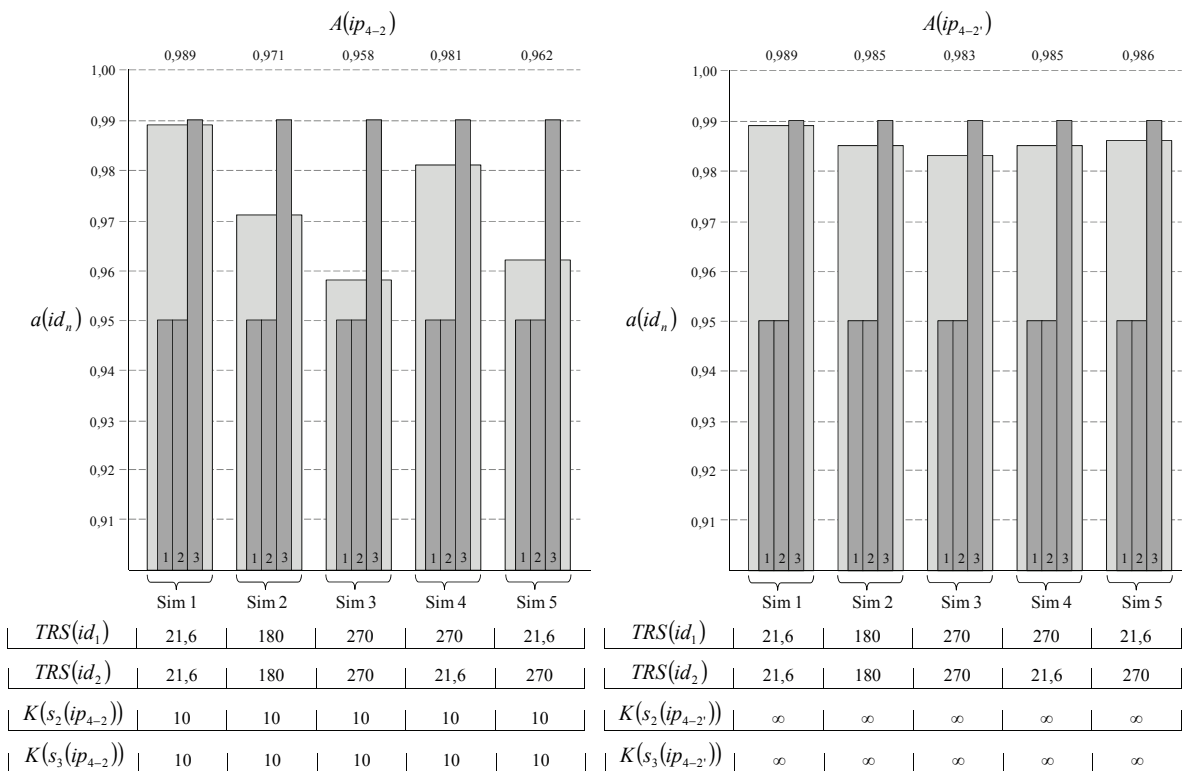 A(ip₄₋₂)
0,989 0,971 0,958 0,981 0,962
1,00
0,99
0,98
0,97
0,96
a(idₙ)
0,95
0,94
0,93
0,92
0,91
1 2 3 1 2 3 1 2 3 1 2 3 1 2 3
Sim 1 Sim 2 Sim 3 Sim 4 Sim 5
TRS(id₁) 21,6 180 270 270 21,6
TRS(id₂) 21,6 180 270 21,6 270
K(s₂(ip₄₋₂)) 10 10 10 10 10
K(s₃(ip₄₋₂)) 10 10 10 10 10
A(ip₄₋₂')
0,989 0,985 0,983 0,985 0,986
1,00
0,99
0,98
0,97
0,96
a(idₙ)
0,95
0,94
0,93
0,92
0,91
1 2 3 1 2 3 1 2 3 1 2 3 1 2 3
Sim 1 Sim 2 Sim 3 Sim 4 Sim 5
TRS(id₁) 21,6 180 270 270 21,6
TRS(id₂) 21,6 180 270 21,6 270
K(s₂(ip₄₋₂')) ∞ ∞ ∞ ∞ ∞
K(s₃(ip₄₋₂')) ∞ ∞ ∞ ∞ ∞